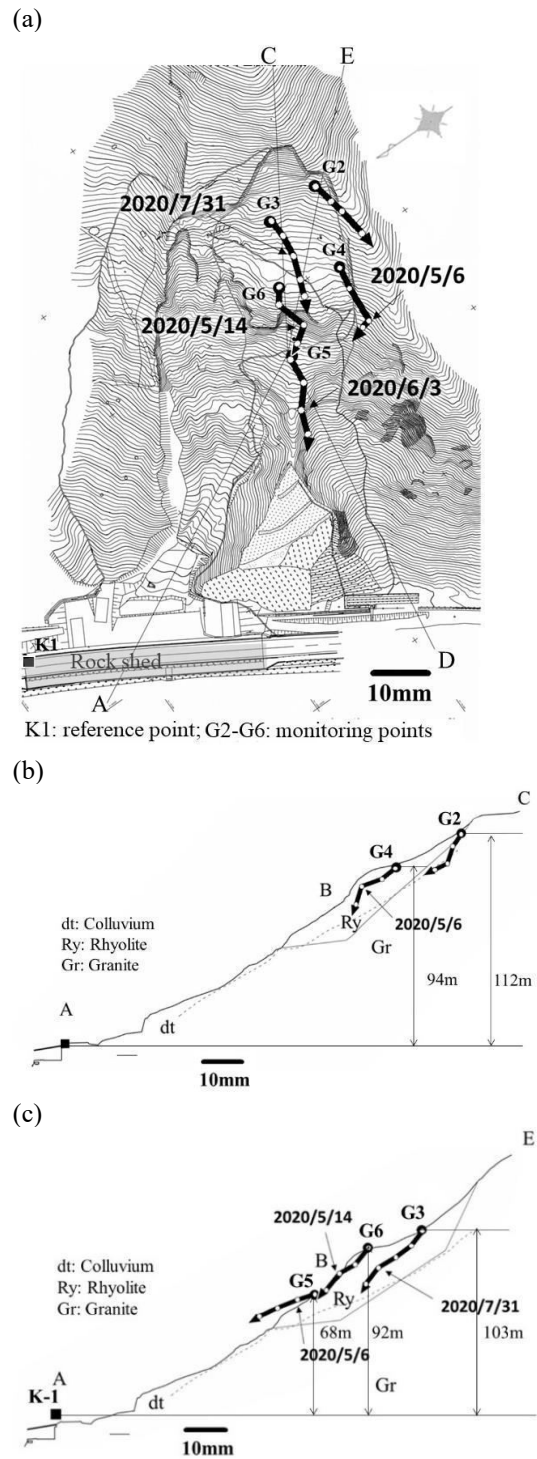 (a)
C E
G2
2020/7/31
G3
G4
G6
2020/5/6
2020/5/14
G5
2020/6/3
K1
Rock shed
D
A
10mm
K1: reference point; G2-G6: monitoring points
(b)
C
G2
G4
B
2020/5/6
dt: Colluvium
Ry: Rhyolite
Gr: Granite
Ry
Gr
94m
112m
A
dt
10mm
(c)
E
2020/5/14
G6
G3
B
dt: Colluvium
Ry: Rhyolite
Gr: Granite
G5
Ry
2020/7/31
68m
92m
103m
2020/5/6
A
K-1
Gr
dt
10mm